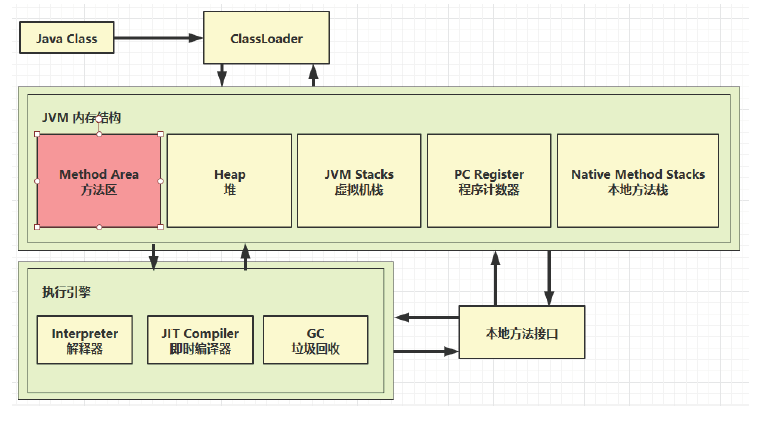 Java Class
ClassLoader
JVM 内存结构
Method Area
方法区
Heap
堆
JVM Stacks
虚拟机栈
PC Register
程序计数器
Native Method Stacks
本地方法栈
执行引擎
Interpreter
解释器
JIT Compiler
即时编译器
GC
垃圾回收
本地方法接口